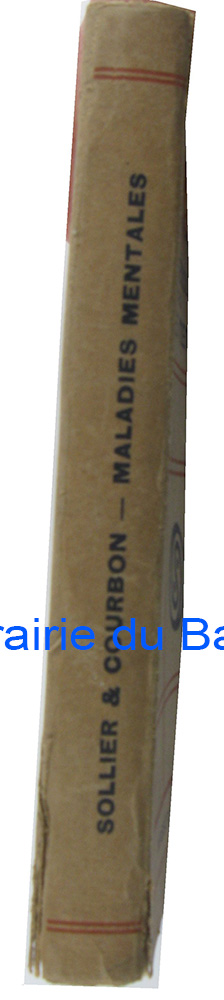 SOLLIER & COURBON — MALADIES MENTALES
rairie du Ba